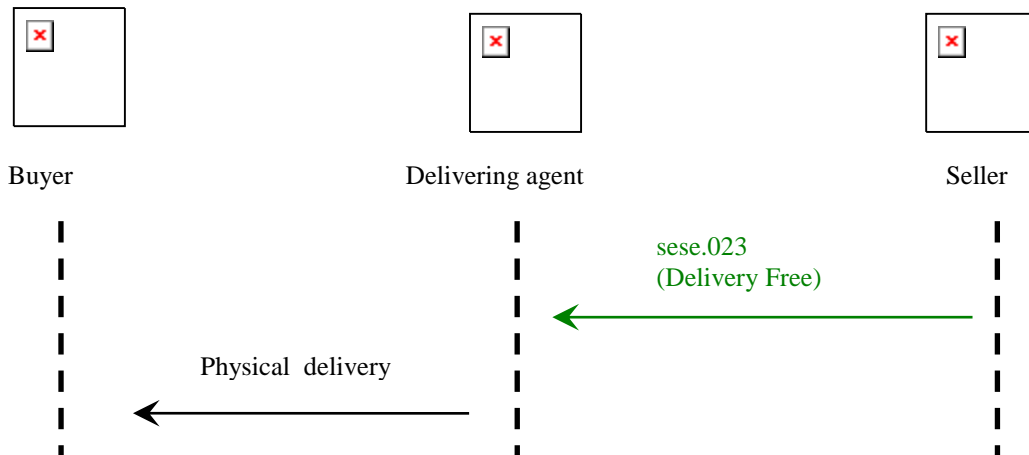 Buyer
Delivering agent
Seller
sese.023
(Delivery Free)
Physical delivery